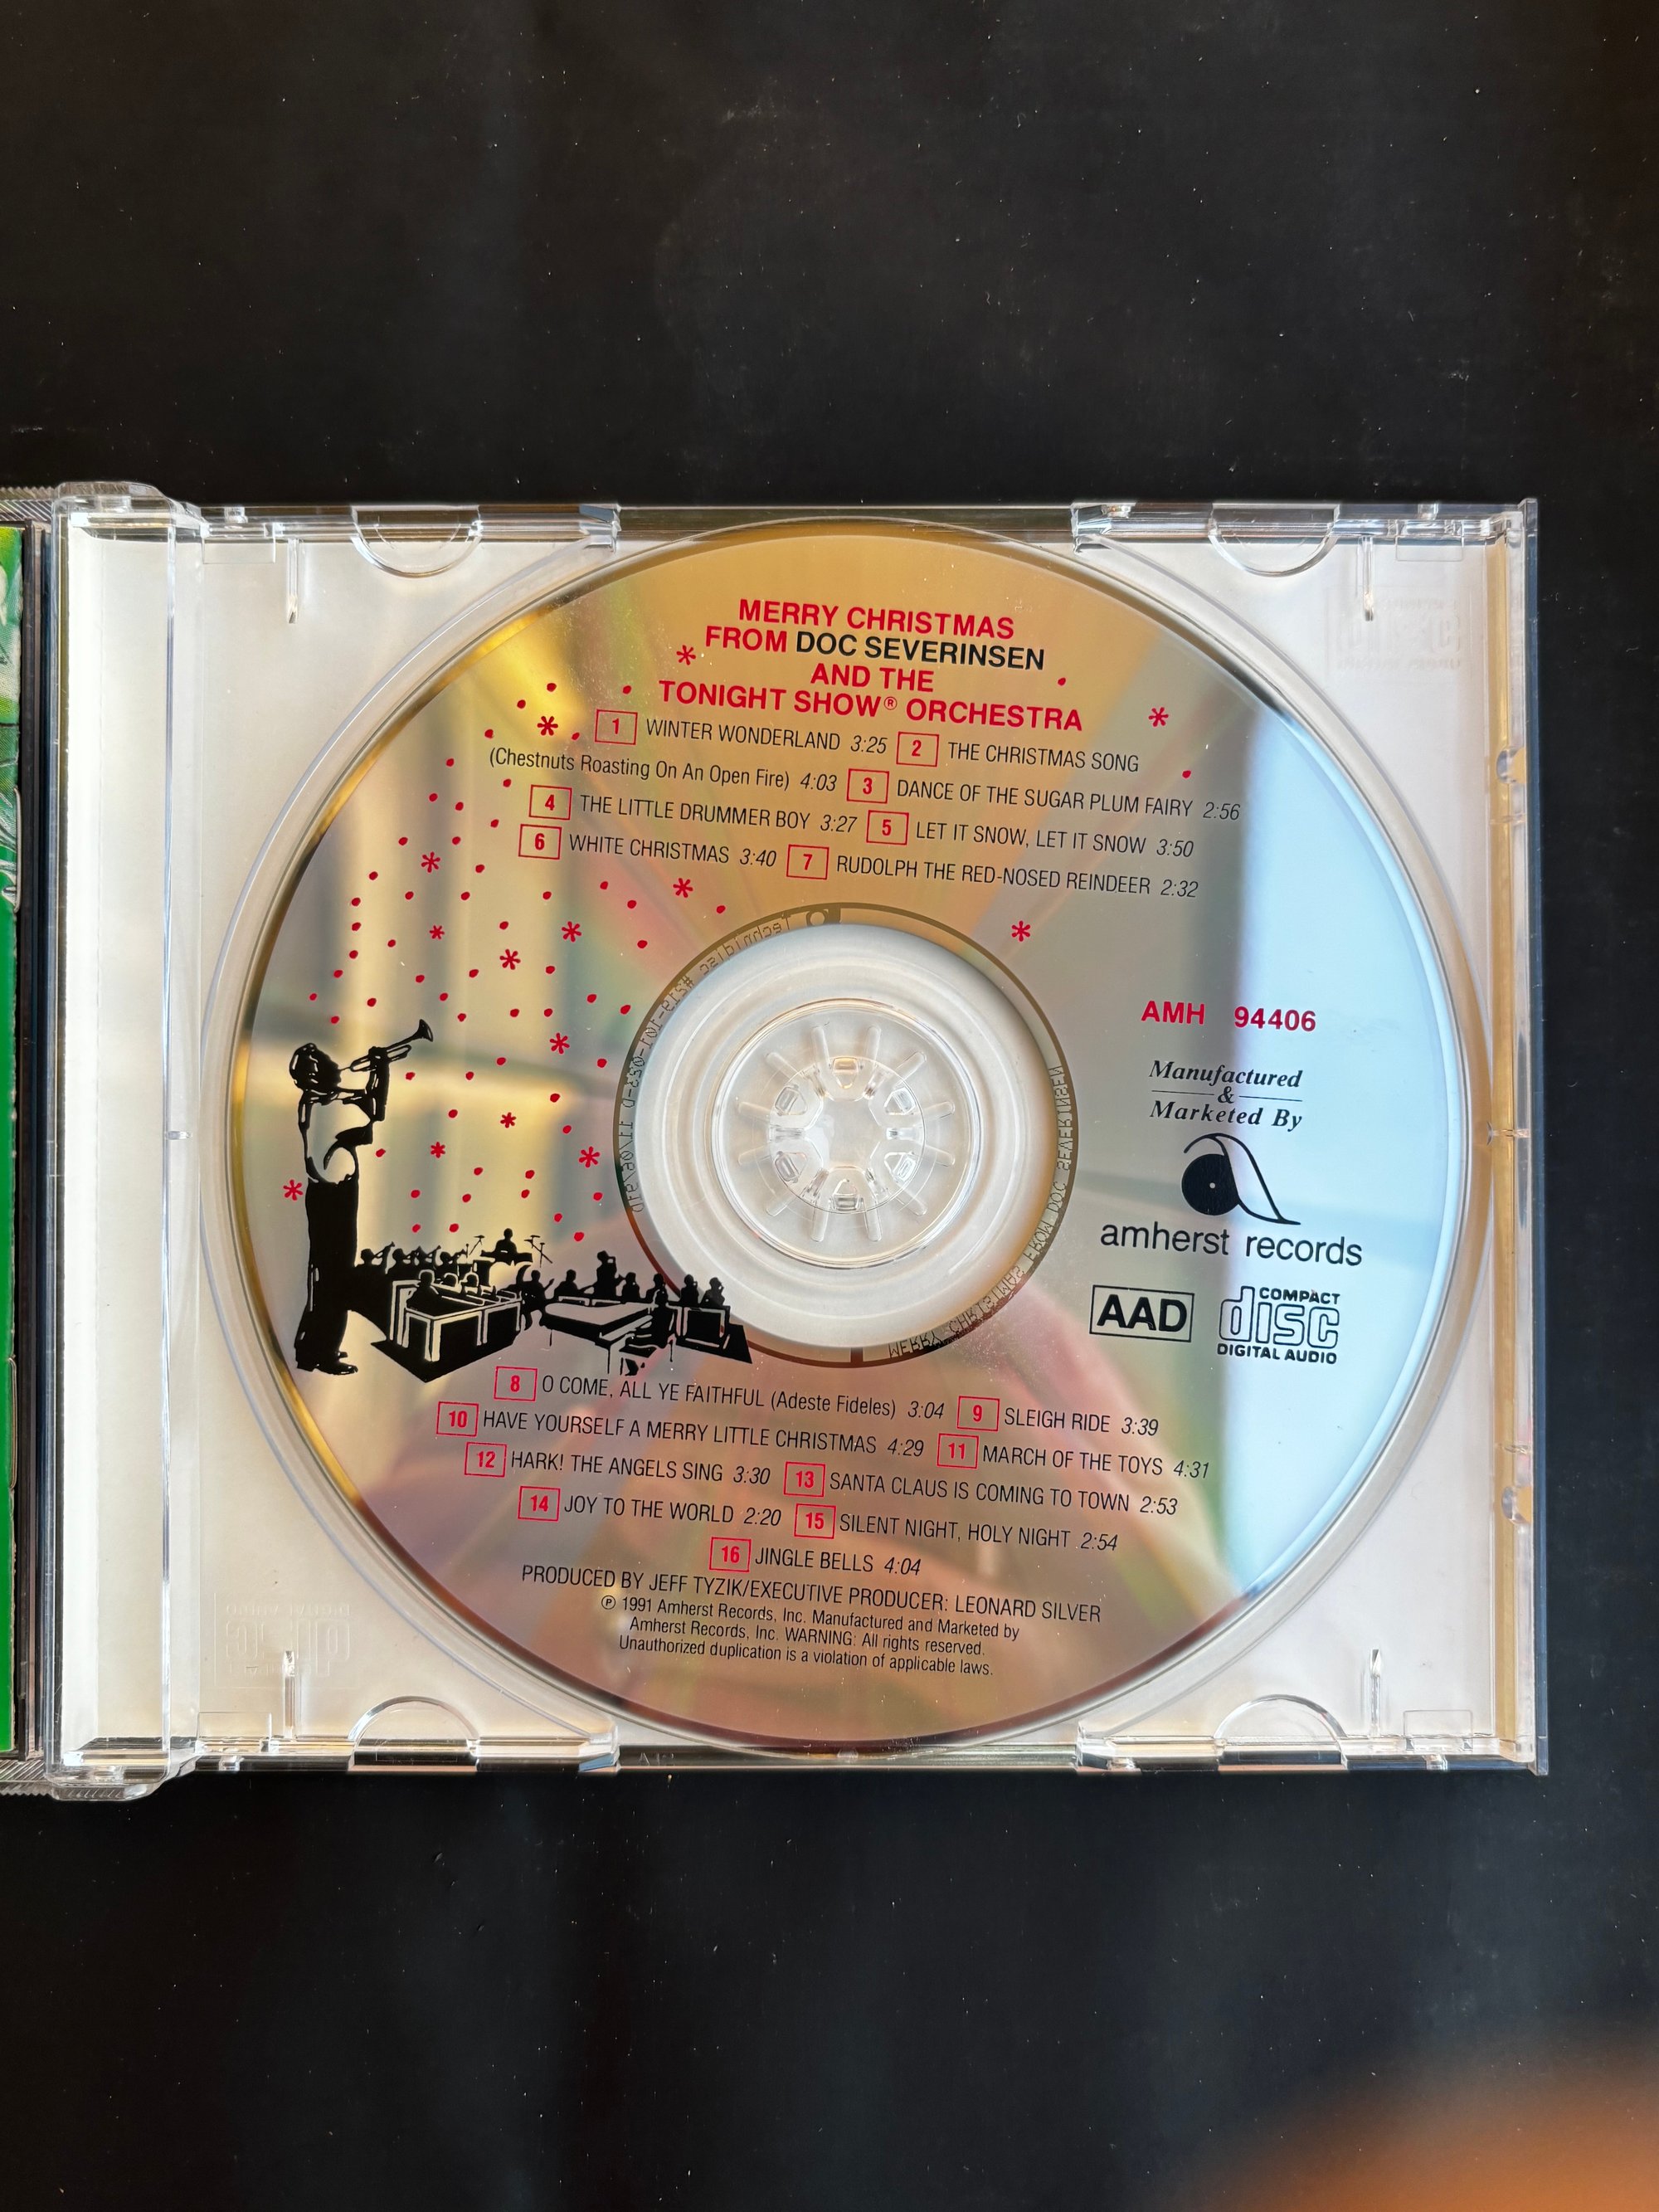 MERRY CHRISTMAS
FROM DOC SEVERINSEN
AND THE
TONIGHT SHOW® ORCHESTRA
1 WINTER WONDERLAND 3:25 2 THE CHRISTMAS SONG
(Chestnuts Roasting On An Open Fire) 4:03 3 DANCE OF THE SUGAR PLUM FAIRY 2:56
4 THE LITTLE DRUMMER BOY 3:27 5 LET IT SNOW, LET IT SNOW 3:50
6 WHITE CHRISTMAS 3:40 7 RUDOLPH THE RED-NOSED REINDEER 2:32
AMH 94406
Manufactured
&
Marketed By
amherst records
AAD
COMPACT
disc
DIGITAL AUDIO
8 O COME, ALL YE FAITHFUL (Adeste Fideles) 3:04 9 SLEIGH RIDE 3:39
10 HAVE YOURSELF A MERRY LITTLE CHRISTMAS 4:29 11 MARCH OF THE TOYS 4:31
12 HARK! THE ANGELS SING 3:30 13 SANTA CLAUS IS COMING TO TOWN 2:53
14 JOY TO THE WORLD 2:20 15 SILENT NIGHT, HOLY NIGHT 2:54
16 JINGLE BELLS 4:04
PRODUCED BY JEFF TYZIK/EXECUTIVE PRODUCER: LEONARD SILVER
℗ 1991 Amherst Records, Inc. Manufactured and Marketed by
Amherst Records, Inc. WARNING: All rights reserved.
Unauthorized duplication is a violation of applicable laws.
MERRY CHRISTMAS FROM DOC SEVERINSEN
Technidisc